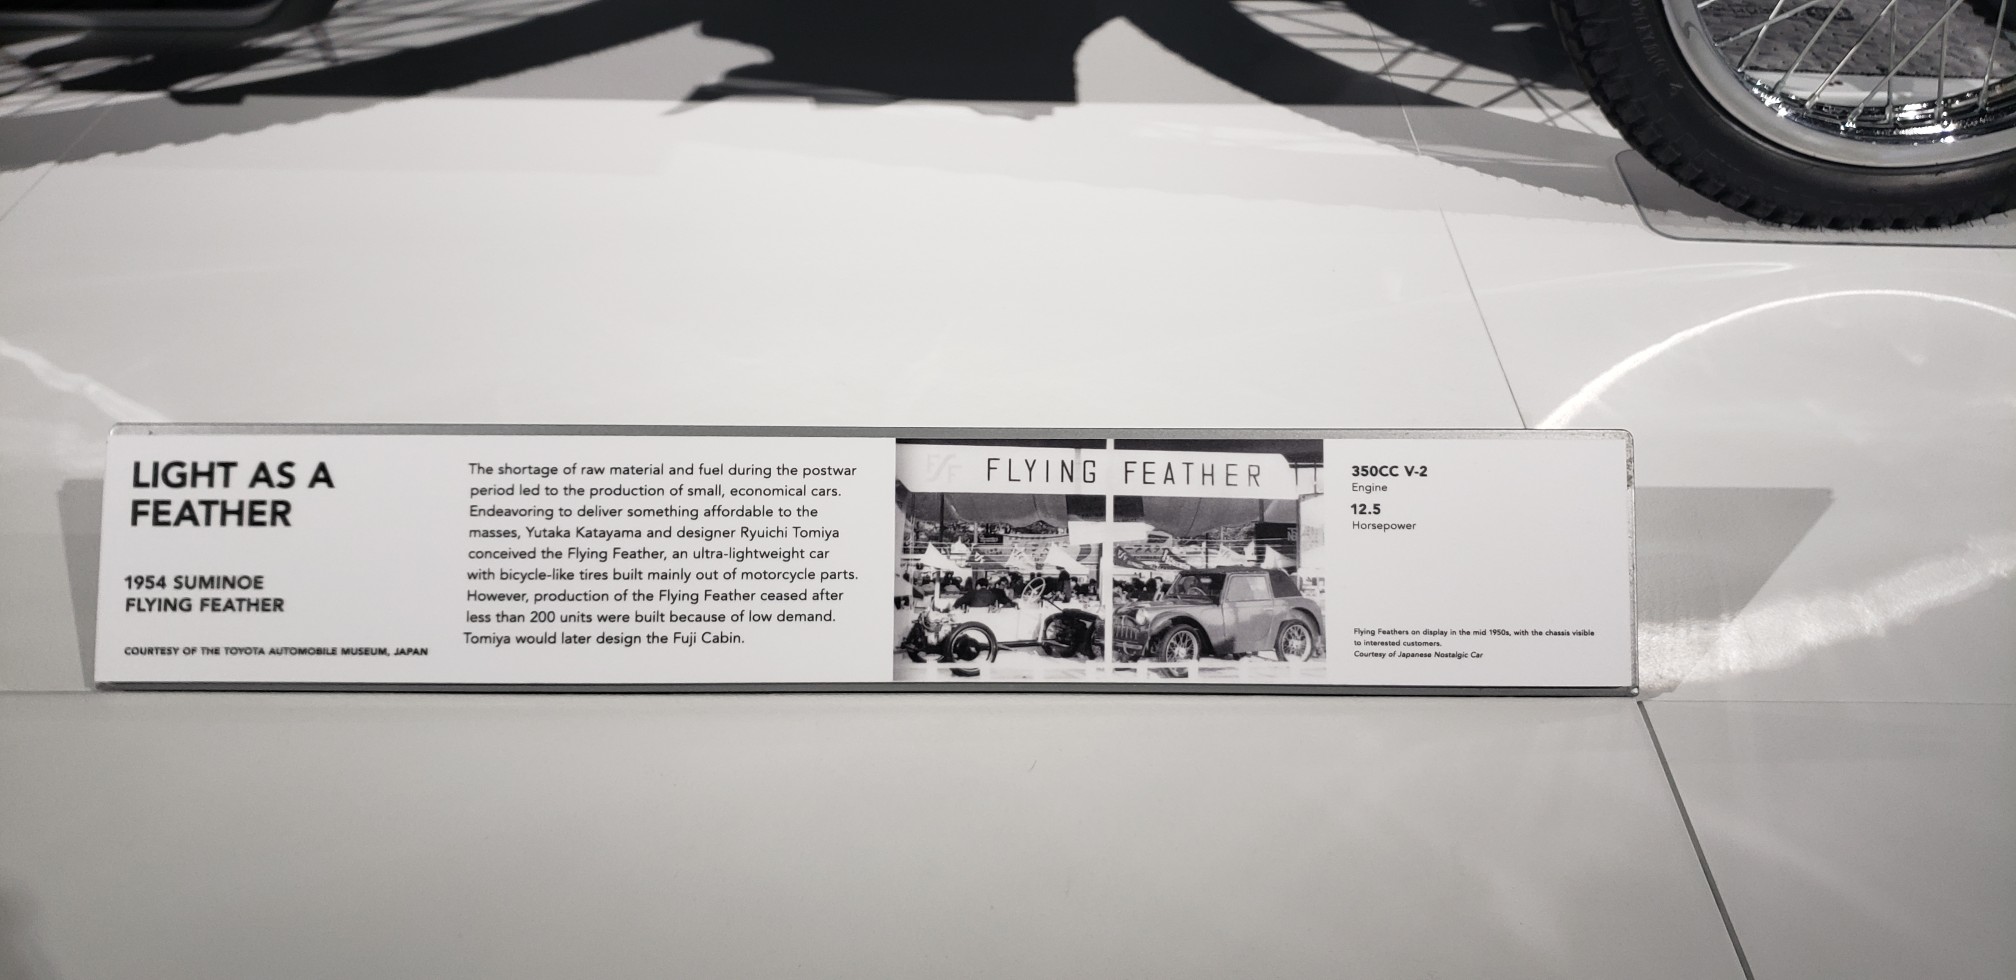 LIGHT AS A
FEATHER
1954 SUMINOE
FLYING FEATHER
COURTESY OF THE TOYOTA AUTOMOBILE MUSEUM, JAPAN
The shortage of raw material and fuel during the postwar
period led to the production of small, economical cars.
Endeavoring to deliver something affordable to the
masses, Yutaka Katayama and designer Ryuichi Tomiya
conceived the Flying Feather, an ultra-lightweight car
with bicycle-like tires built mainly out of motorcycle parts.
However, production of the Flying Feather ceased after
less than 200 units were built because of low demand.
Tomiya would later design the Fuji Cabin.
FLYING FEATHER
350CC V-2
Engine
12.5
Horsepower
Flying Feathers on display in the mid 1950s, with the chassis visible
to interested customers.
Courtesy of Japanese Nostalgic Car